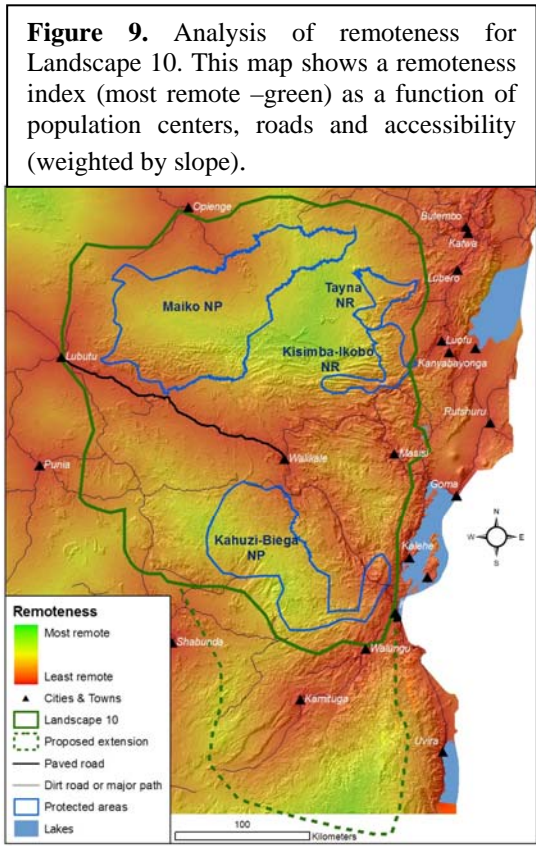 Figure 9. Analysis of remoteness for
Landscape 10. This map shows a remoteness
index (most remote –green) as a function of
population centers, roads and accessibility
(weighted by slope).
Opienge
Butembo
Katwa
Lubero
Tayna
NR
Maiko NP
Luofu
Kisimba-Ikobo
NR
Kanyabayonga
Lubutu
Rutshuru
Masisi
Walikale
Punia
Goma
N
W E
S
Kahuzi-Biega
NP
Kalehe
Remoteness
Most remote
Least remote
Cities & Towns
Landscape 10
Proposed extension
Paved road
Dirt road or major path
Protected areas
Lakes
Shabunda
Walungu
Kamituga
Uvira
100
Kilometers